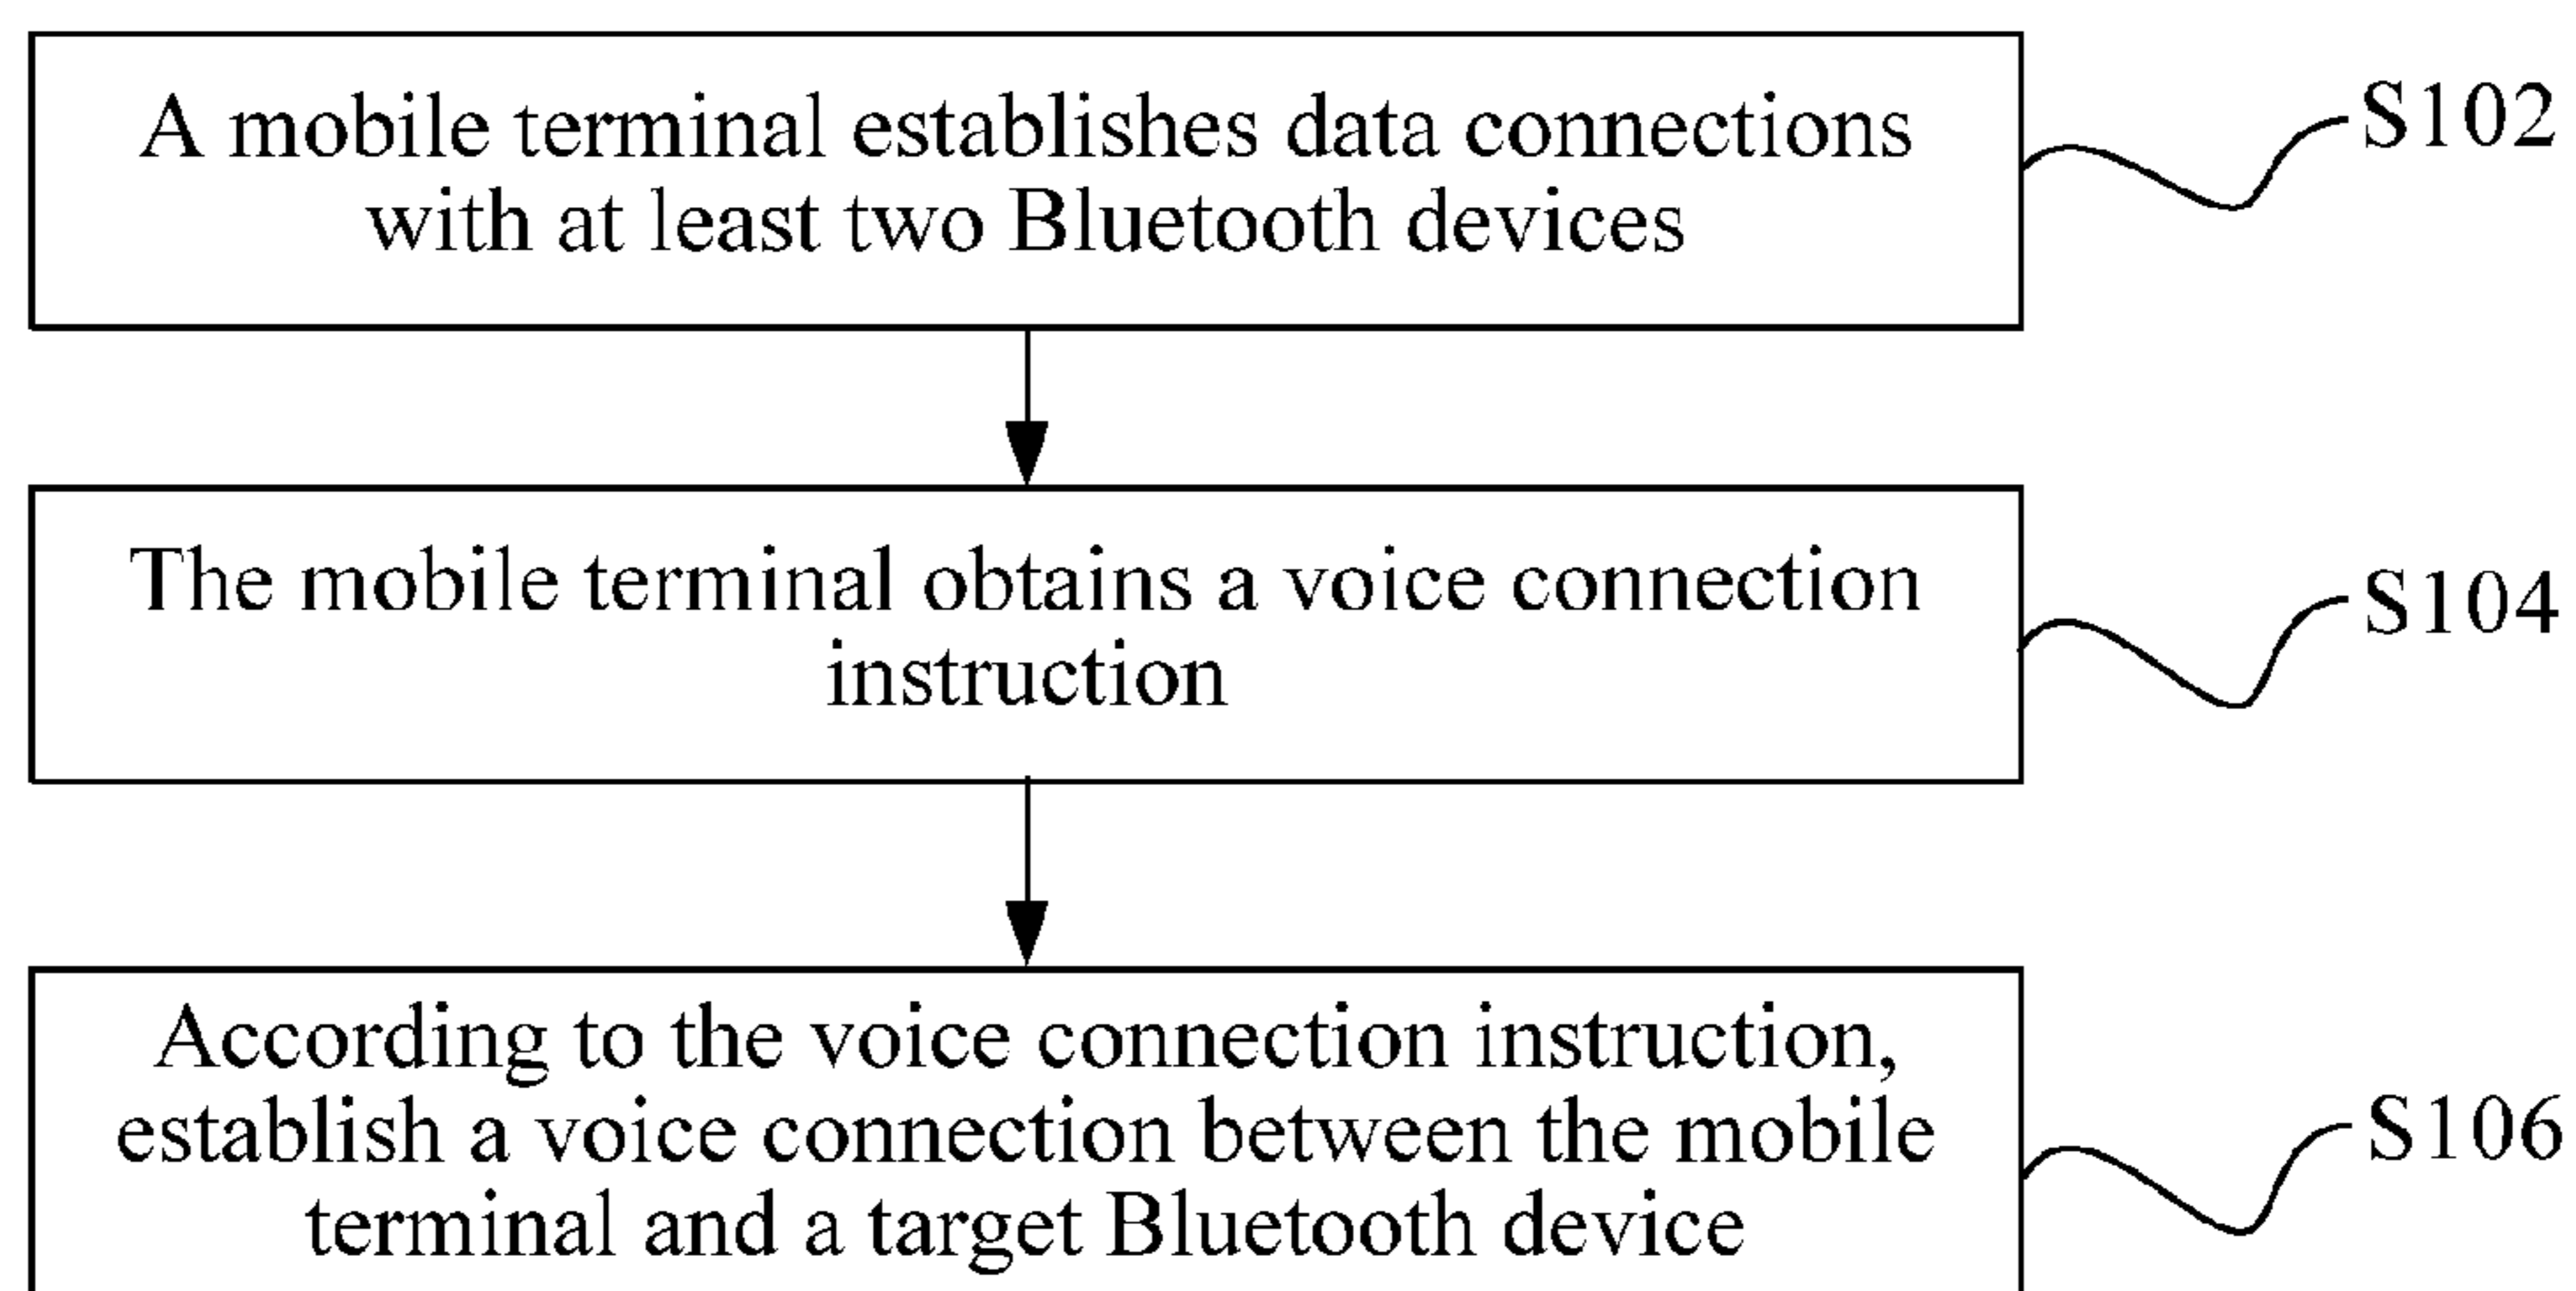 A mobile terminal establishes data connections
with at least two Bluetooth devices
S102
The mobile terminal obtains a voice connection
instruction
S104
According to the voice connection instruction,
establish a voice connection between the mobile
terminal and a target Bluetooth device
S106